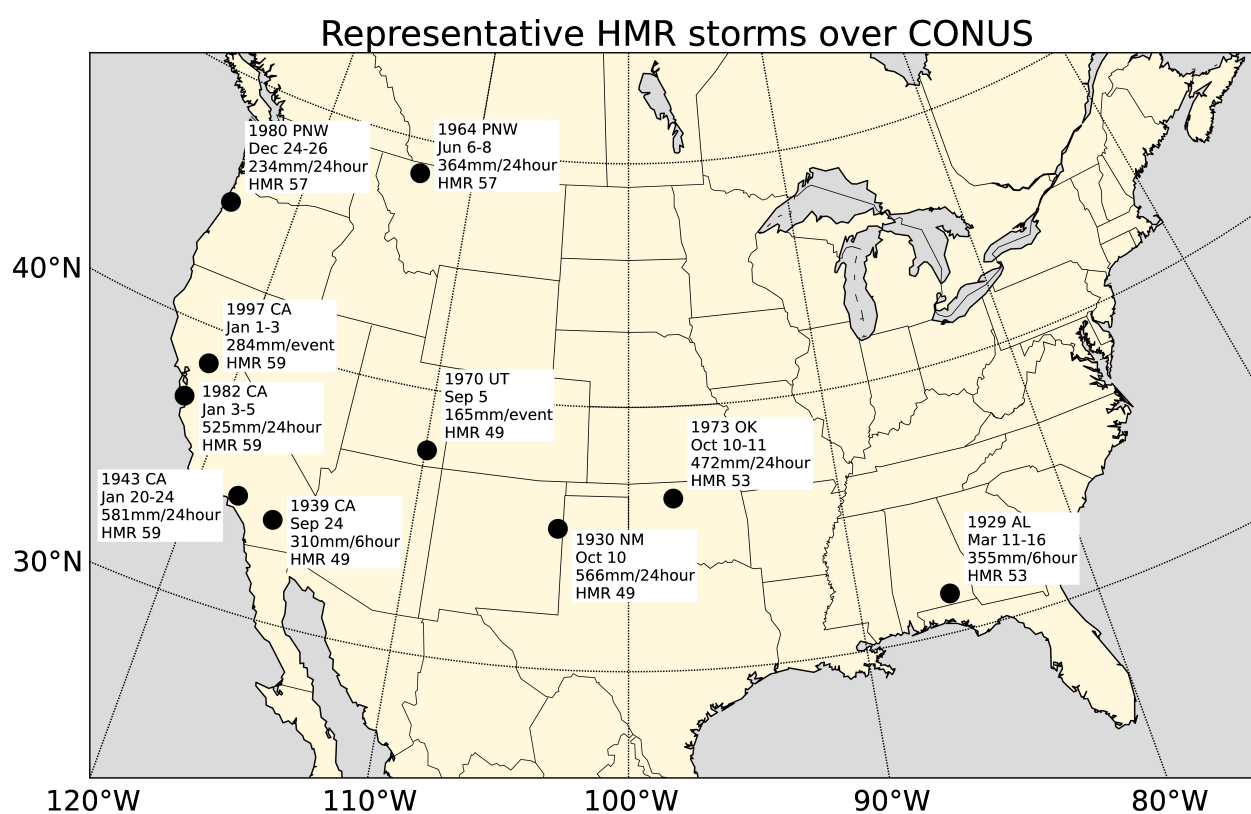 Representative HMR storms over CONUS
1980 PNW
Dec 24-26
234mm/24hour
HMR 57
1964 PNW
Jun 6-8
364mm/24hour
HMR 57
40°N
1997 CA
Jan 1-3
284mm/event
HMR 59
1982 CA
Jan 3-5
525mm/24hour
HMR 59
1970 UT
Sep 5
165mm/event
HMR 49
1973 OK
Oct 10-11
472mm/24hour
HMR 53
1943 CA
Jan 20-24
581mm/24hour
HMR 59
1939 CA
Sep 24
310mm/6hour
HMR 49
1930 NM
Oct 10
566mm/24hour
HMR 49
1929 AL
Mar 11-16
355mm/6hour
HMR 53
30°N
120°W 110°W 100°W 90°W 80°W